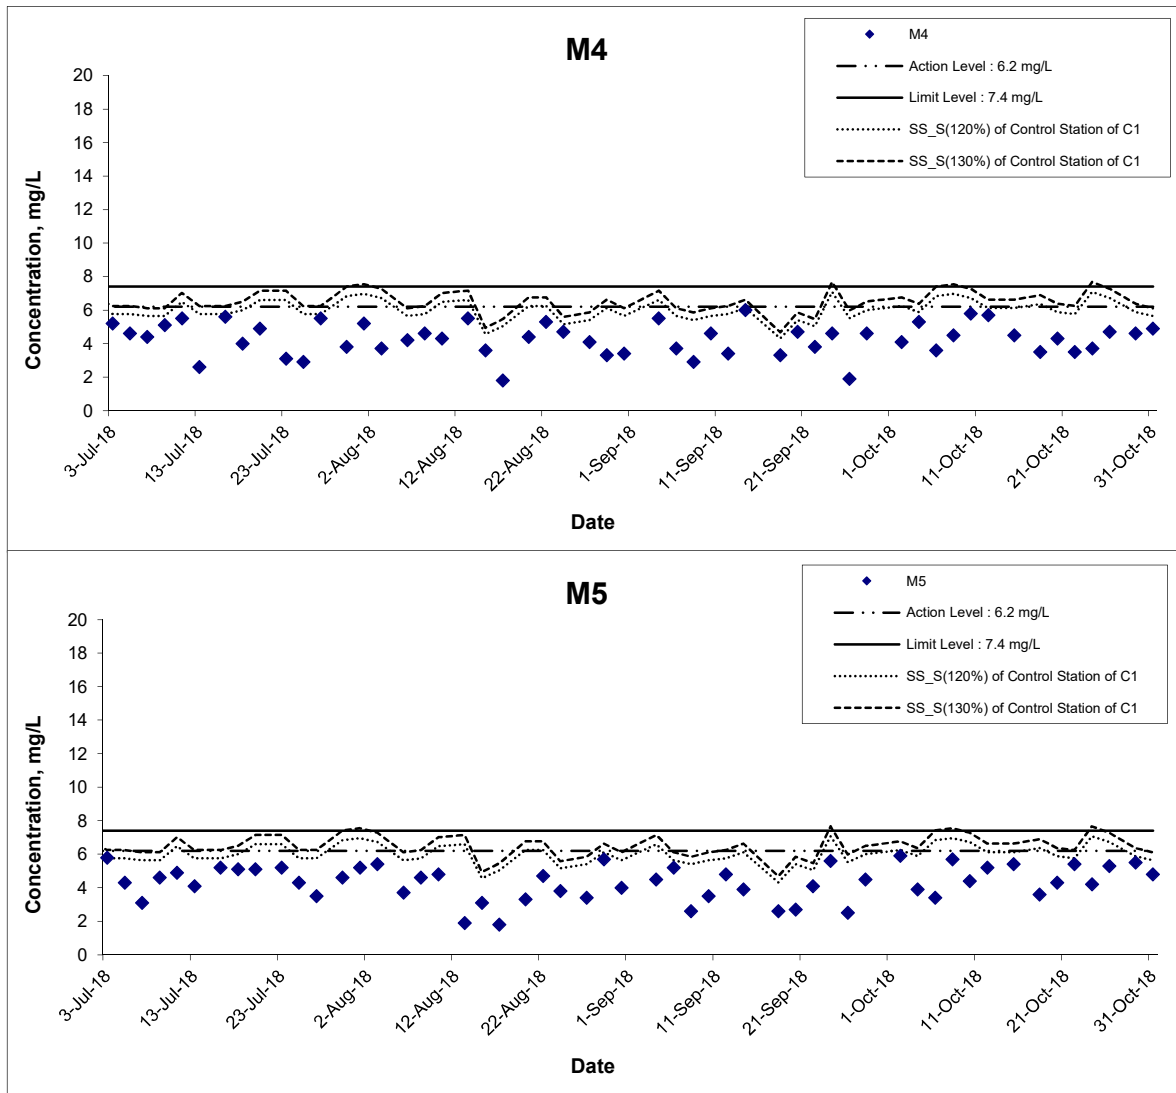 M4
M4
Action Level : 6.2 mg/L
Limit Level : 7.4 mg/L
SS_S(120%) of Control Station of C1
SS_S(130%) of Control Station of C1
Concentration, mg/L
20
18
16
14
12
10
8
6
4
2
0
3-Jul-18
13-Jul-18
23-Jul-18
2-Aug-18
12-Aug-18
22-Aug-18
1-Sep-18
11-Sep-18
21-Sep-18
1-Oct-18
11-Oct-18
21-Oct-18
31-Oct-18
Date
M5
M5
Action Level : 6.2 mg/L
Limit Level : 7.4 mg/L
SS_S(120%) of Control Station of C1
SS_S(130%) of Control Station of C1
Concentration, mg/L
20
18
16
14
12
10
8
6
4
2
0
3-Jul-18
13-Jul-18
23-Jul-18
2-Aug-18
12-Aug-18
22-Aug-18
1-Sep-18
11-Sep-18
21-Sep-18
1-Oct-18
11-Oct-18
21-Oct-18
31-Oct-18
Date